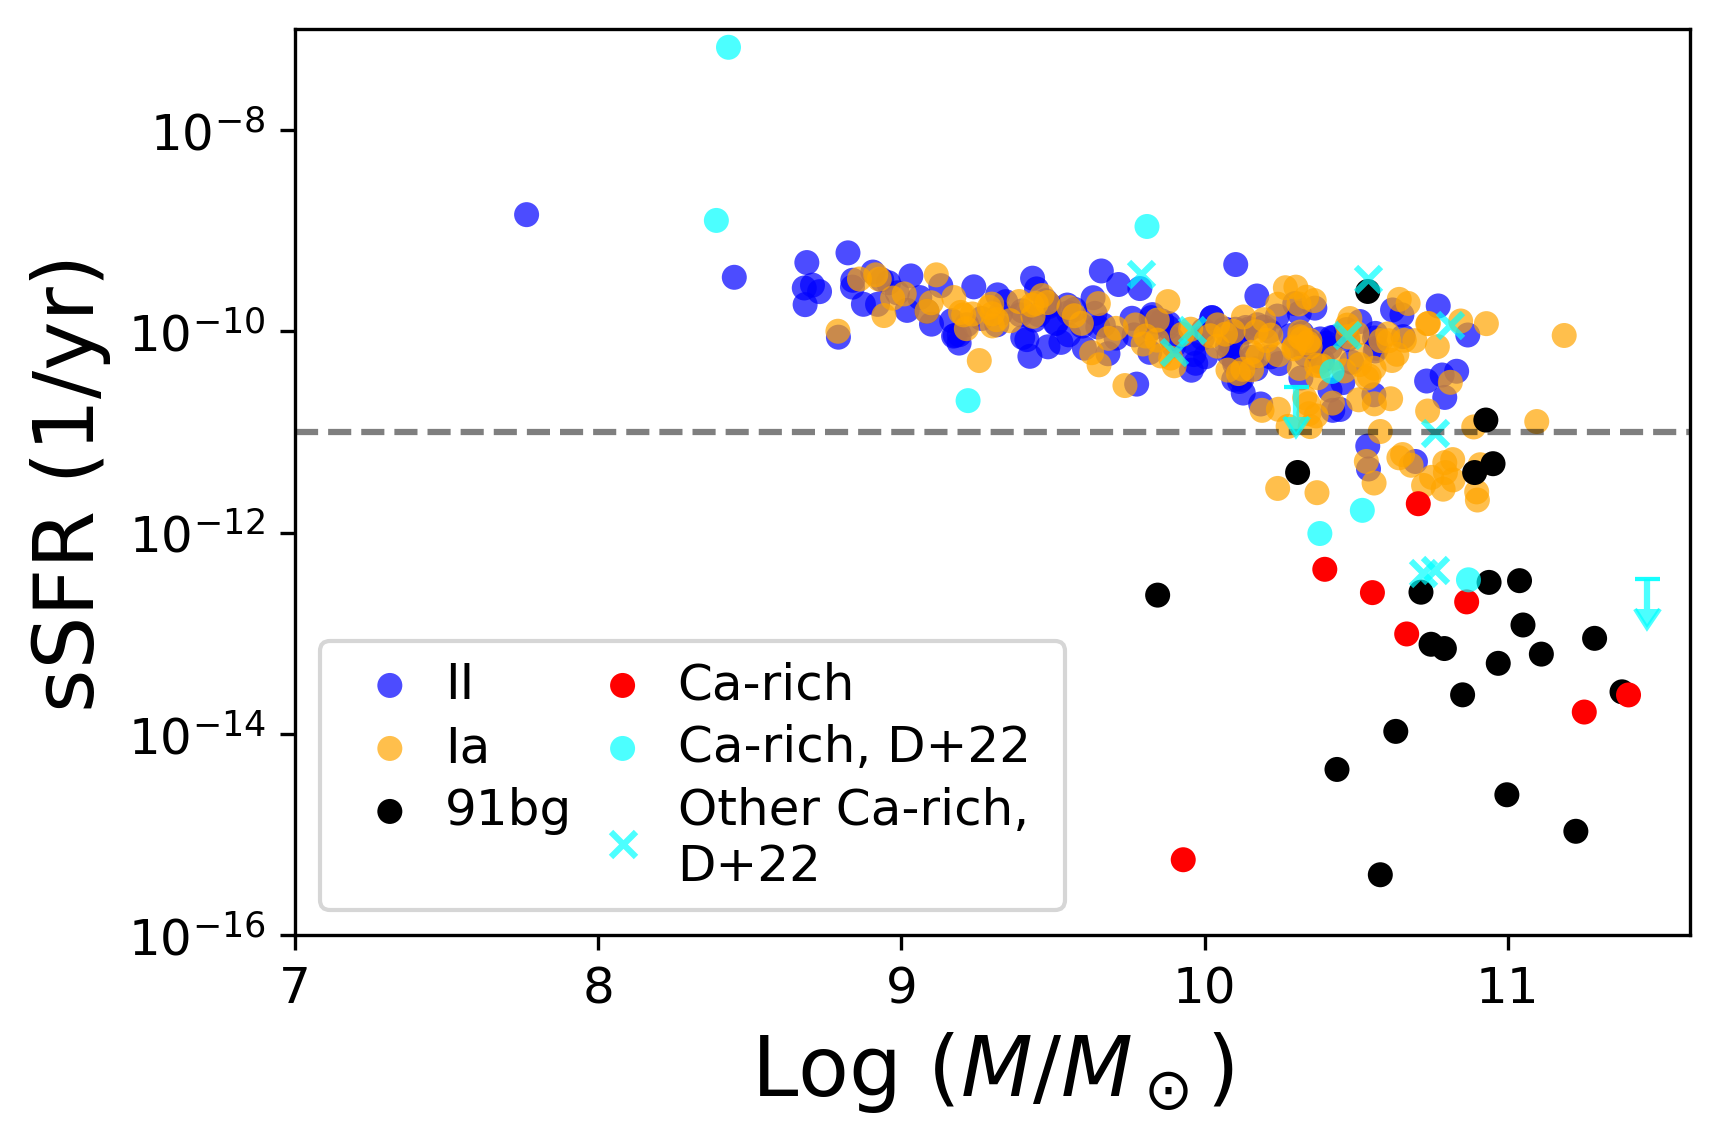 sSFR (1/yr)
10⁻⁸
10⁻¹⁰
10⁻¹²
10⁻¹⁴
10⁻¹⁶
II
Ia
91bg
Ca-rich
Ca-rich, D+22
Other Ca-rich,
D+22
7 8 9 10 11
Log (M/M⊙)